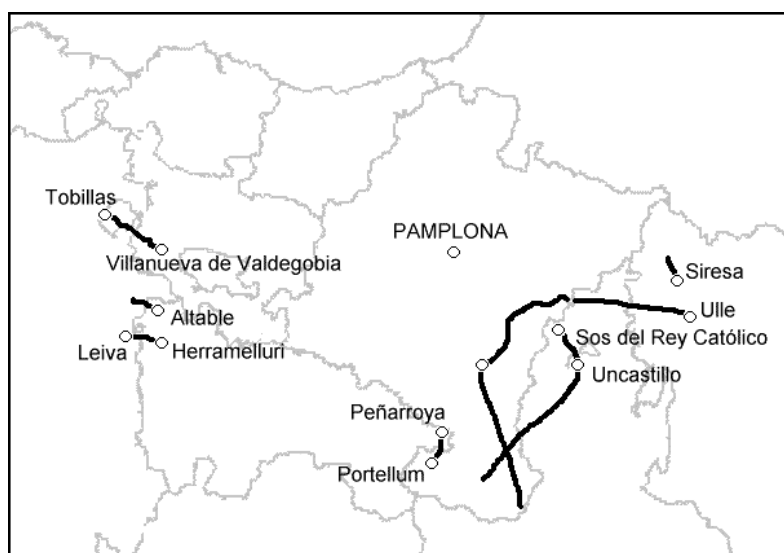 Tobillas
PAMPLONA
Villanueva de Valdegobia
Siresa
Altable
Ulle
Sos del Rey Católico
Leiva
Herramelluri
Uncastillo
Peñarroya
Portellum